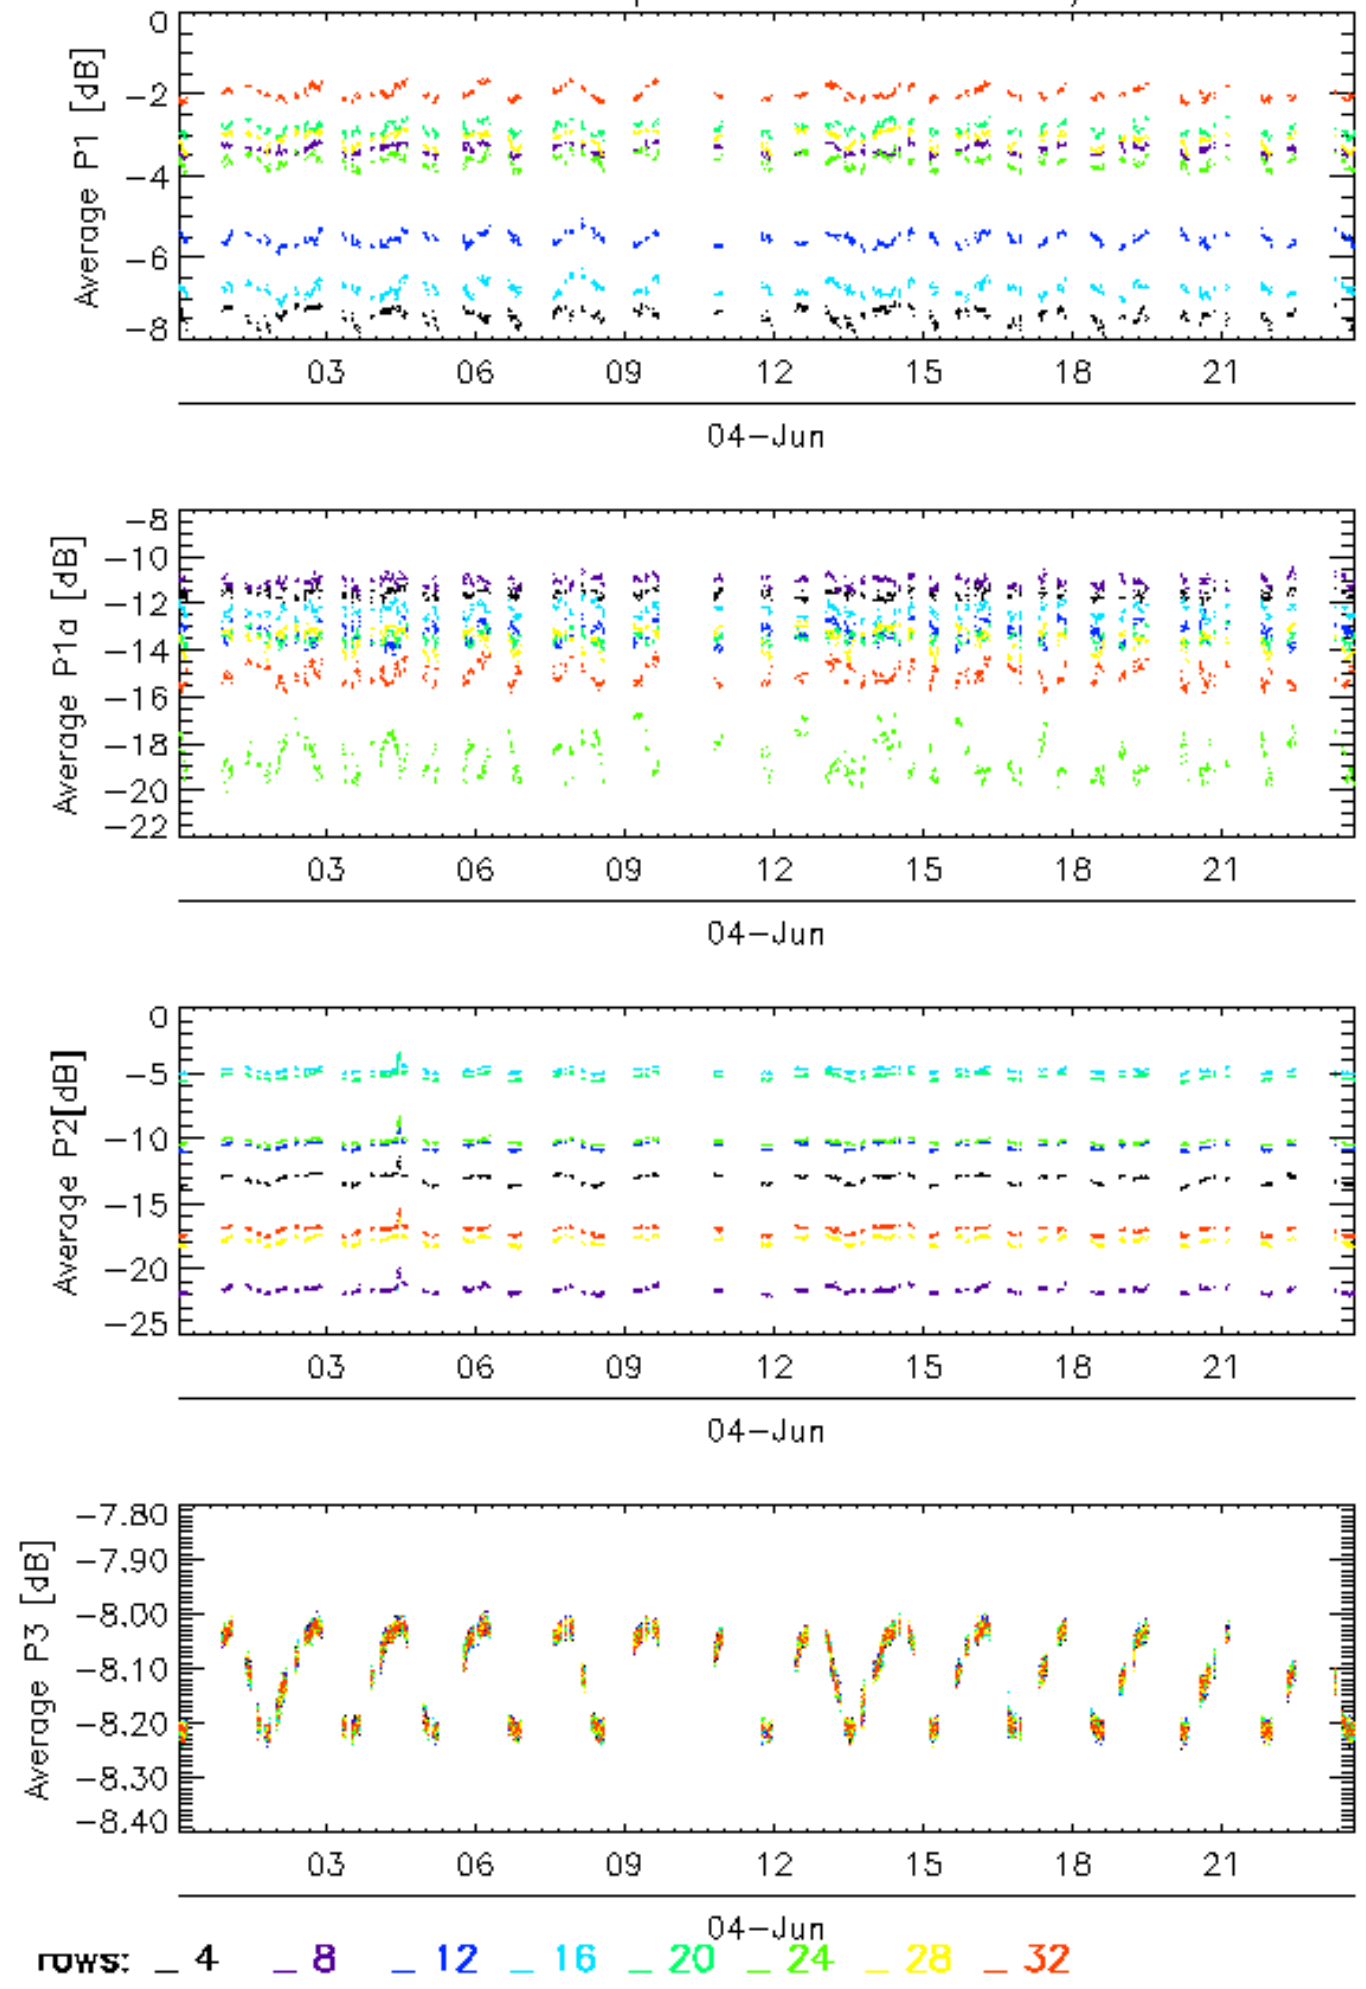 0
-2
-4
-6
-8
Average P1 [dB]
03 06 09 12 15 18 21
04-Jun
-8
-10
-12
-14
-16
-18
-20
-22
Average P1a [dB]
03 06 09 12 15 18 21
04-Jun
0
-5
-10
-15
-20
-25
Average P2[dB]
03 06 09 12 15 18 21
04-Jun
-7.80
-7.90
-8.00
-8.10
-8.20
-8.30
-8.40
Average P3 [dB]
03 06 09 12 15 18 21
04-Jun
rows: _ 4 _ 8 _ 12 _ 16 _ 20 _ 24 _ 28 _ 32